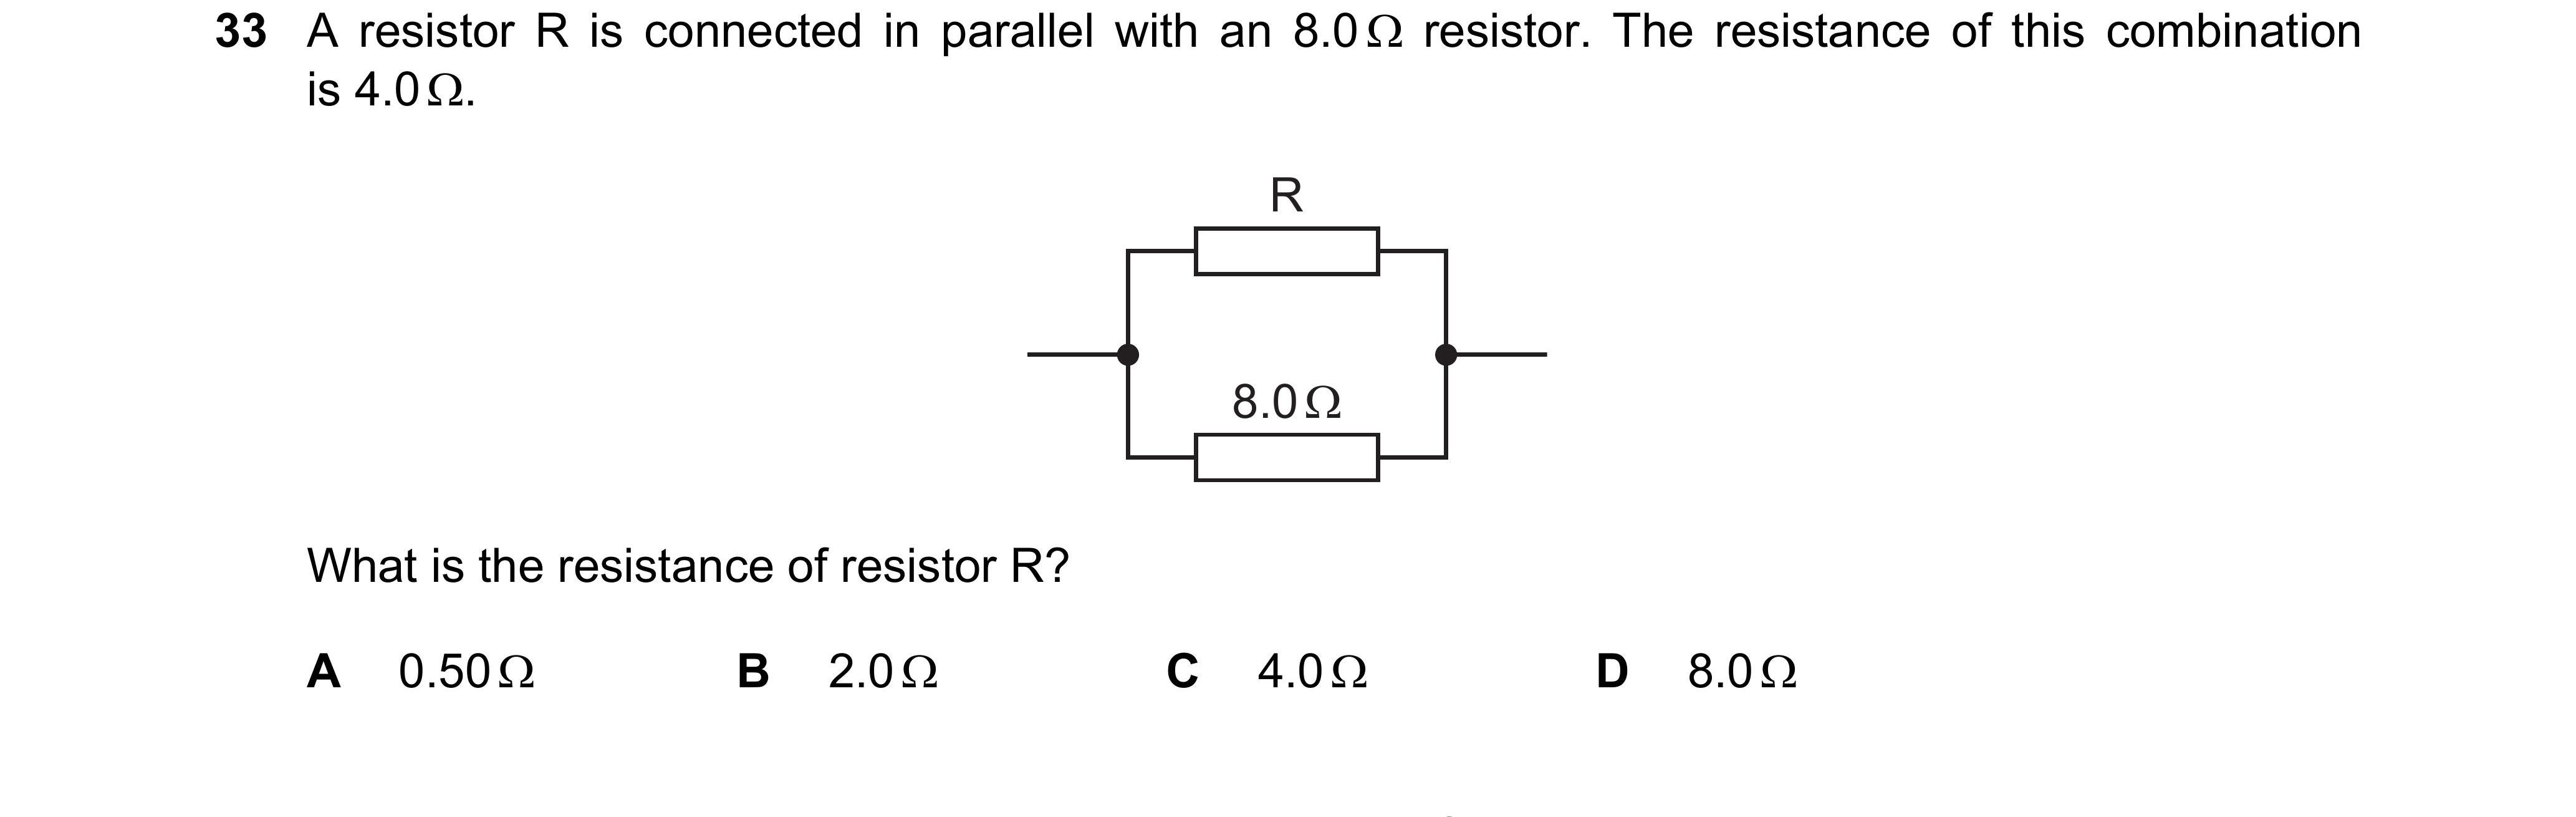 33 A resistor R is connected in parallel with an 8.0 Ω resistor. The resistance of this combination
is 4.0 Ω.
R
8.0 Ω
What is the resistance of resistor R?
A 0.50 Ω B 2.0 Ω C 4.0 Ω D 8.0 Ω